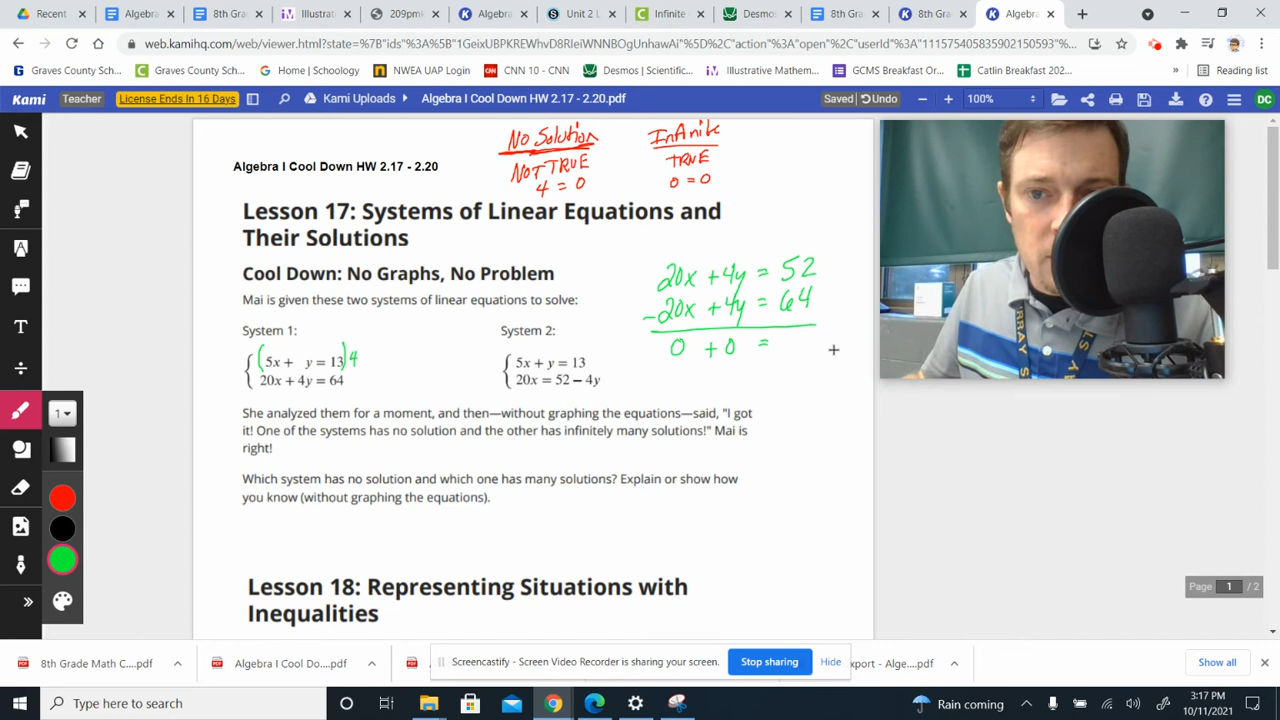 Recent
Algebra
8th Grad
Illustrat
209pmk
Algebra
Unit 2 L
Infinite
Desmos
8th Gra
8th Gra
Algebra
web.kamihq.com/web/viewer.html?state=%7B"ids"%3A%5B"1GeixUBPREWrvD8RIeiWNNBOgUnhawAi"%5D%2C"action"%3A"open"%2C"userId"%3A"111575405835902150593"%...
Graves County Sch...
Graves County Sch...
Home | Schoology
NWEA UAP Login
CNN 10 - CNN
Desmos | Scientific...
Illustrative Mathem...
GCMS Breakfast Or...
Catlin Breakfast 202...
»
Reading list
Kami
Teacher
License Ends In 16 Days
Kami Uploads
Algebra I Cool Down HW 2.17 - 2.20.pdf
Saved
Undo
100%
DC
No Solution
Infinite
NOT TRUE
TRUE
4 = 0
0 = 0
Algebra I Cool Down HW 2.17 - 2.20
Lesson 17: Systems of Linear Equations and
Their Solutions
Cool Down: No Graphs, No Problem
Mai is given these two systems of linear equations to solve:
20x + 4y = 52
-20x + 4y = 64
0 + 0 =
System 1:
System 2:
(5x + y = 13)4
20x + 4y = 64
5x + y = 13
20x = 52 – 4y
She analyzed them for a moment, and then—without graphing the equations—said, "I got
it! One of the systems has no solution and the other has infinitely many solutions!" Mai is
right!
Which system has no solution and which one has many solutions? Explain or show how
you know (without graphing the equations).
Lesson 18: Representing Situations with
Inequalities
1
Page 1 / 2
8th Grade Math C....pdf
Algebra I Cool Do....pdf
Screencastify - Screen Video Recorder is sharing your screen.
Stop sharing
Hide
xport - Alge....pdf
Show all
Type here to search
Rain coming
3:17 PM
10/11/2021